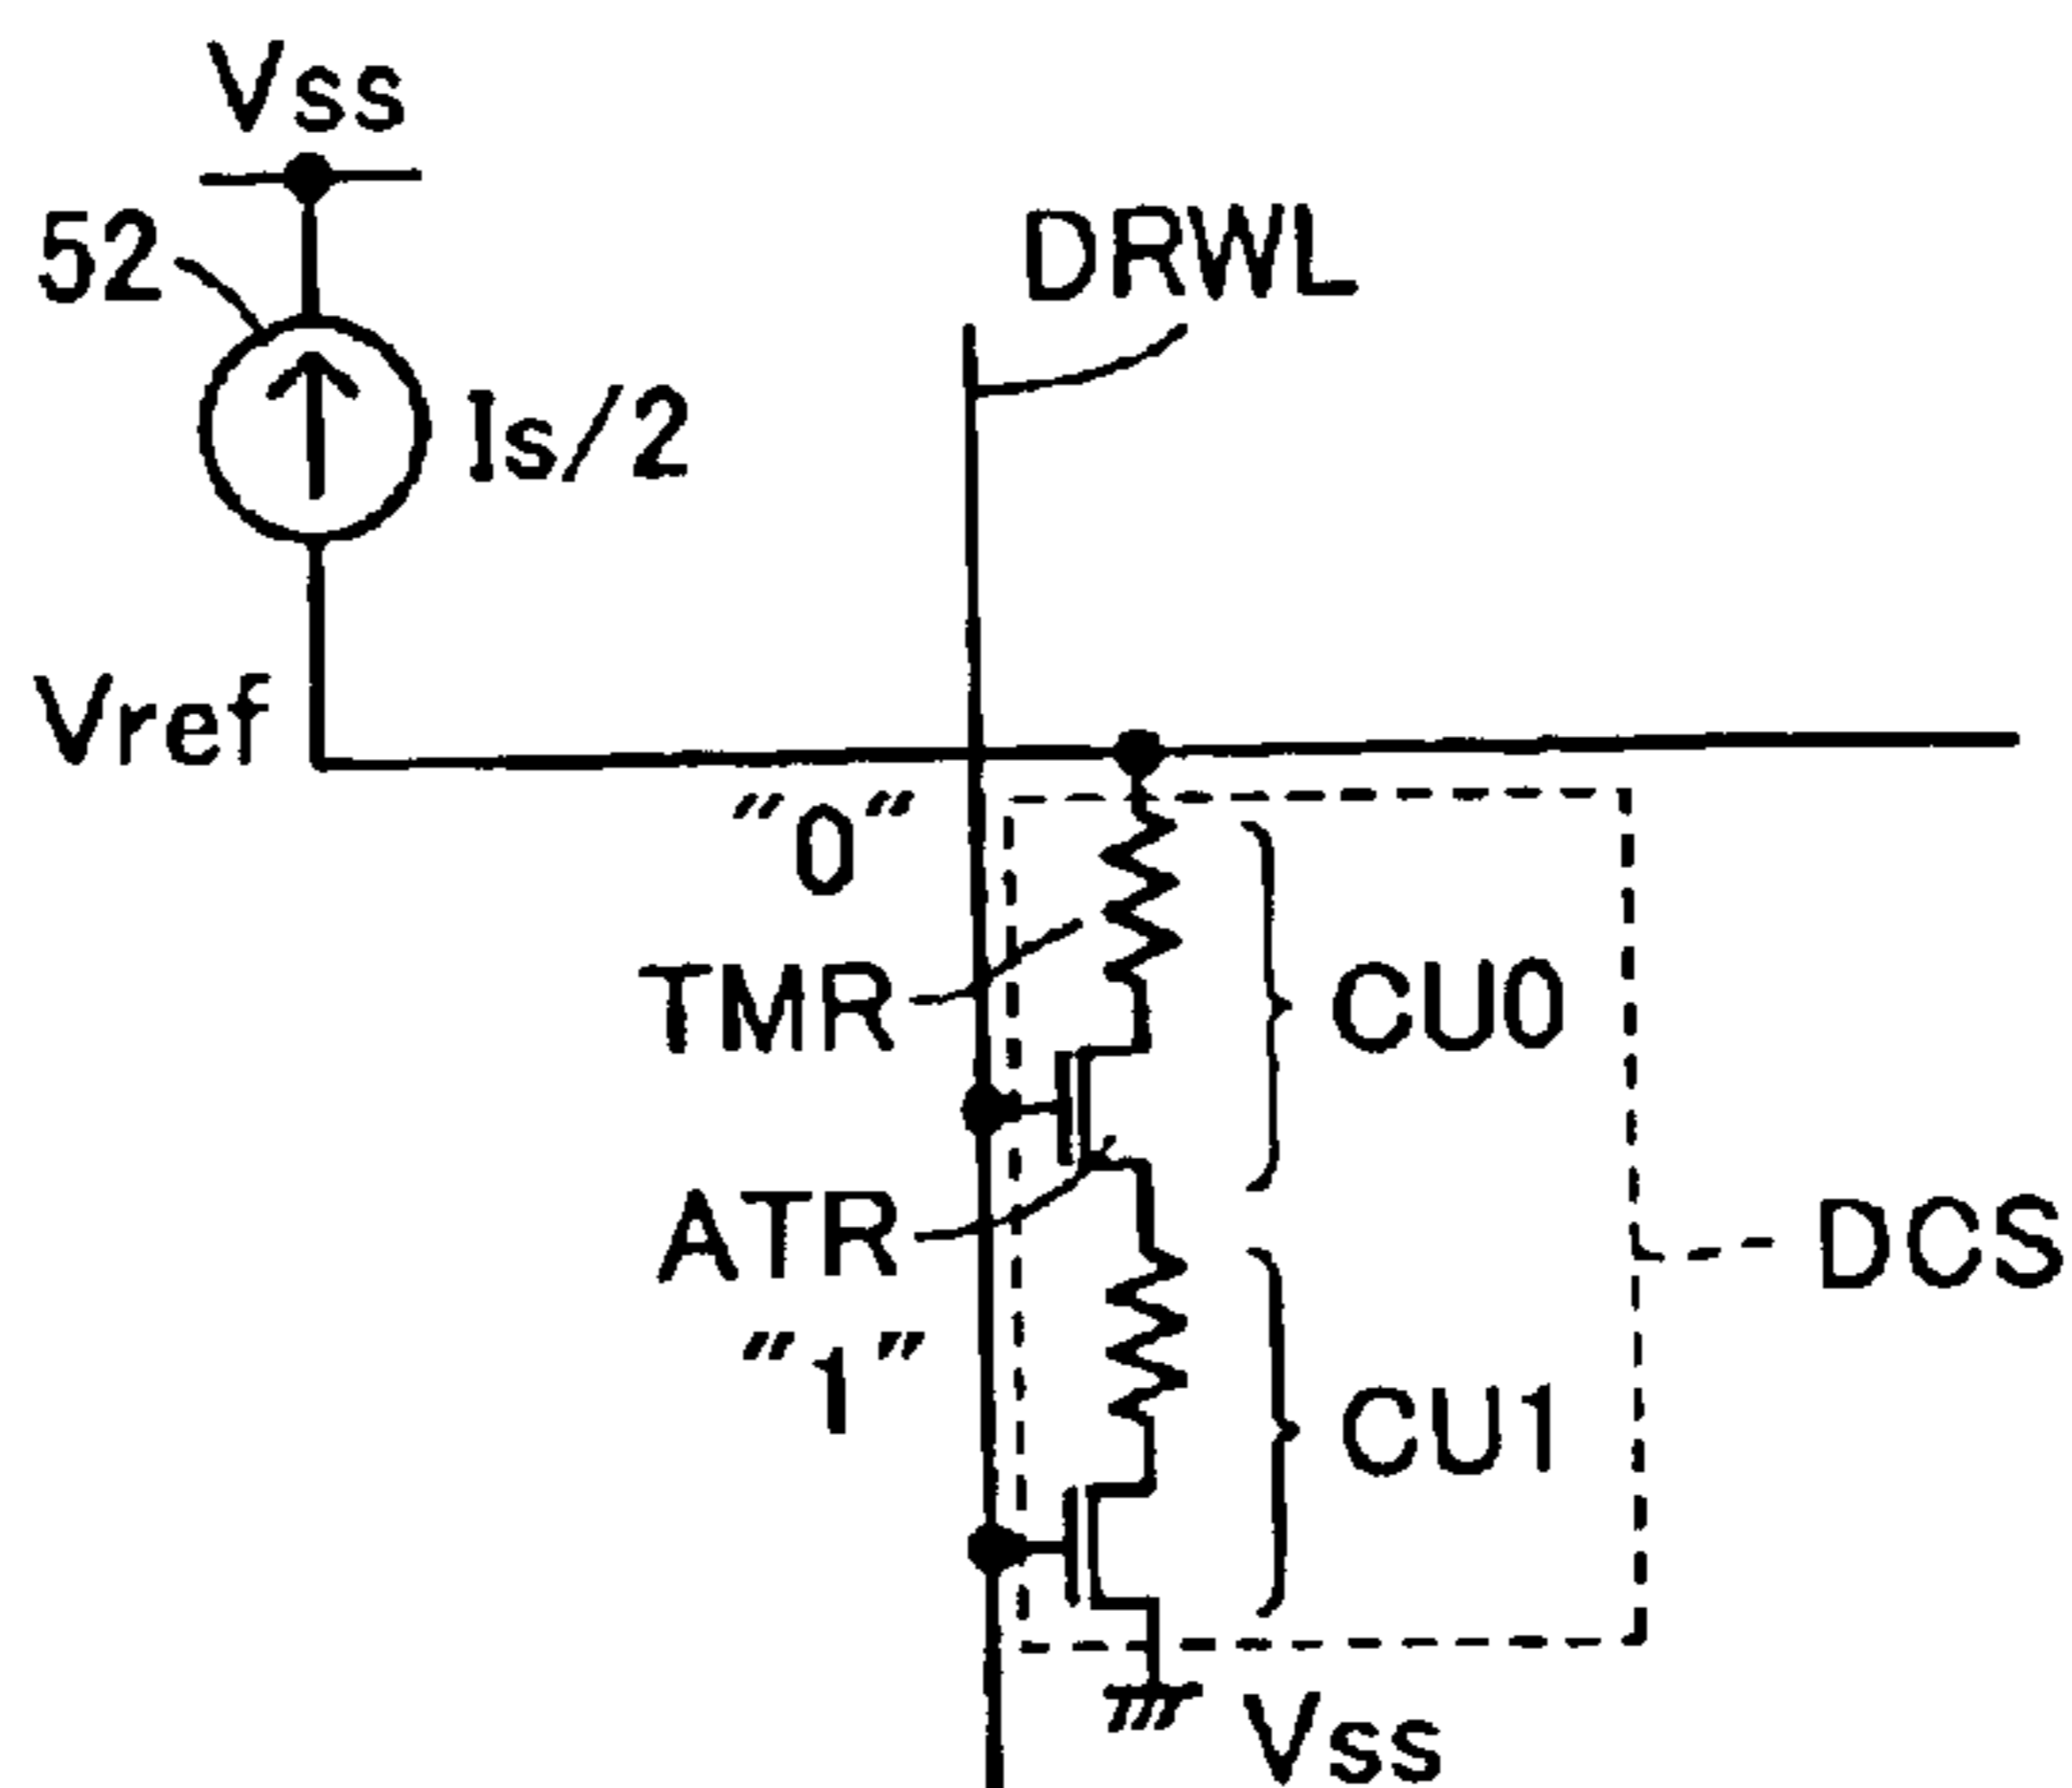 Vss
52
DRWL
Is/2
Vref
"0"
TMR
CU0
ATR
DCS
"1"
CU1
Vss